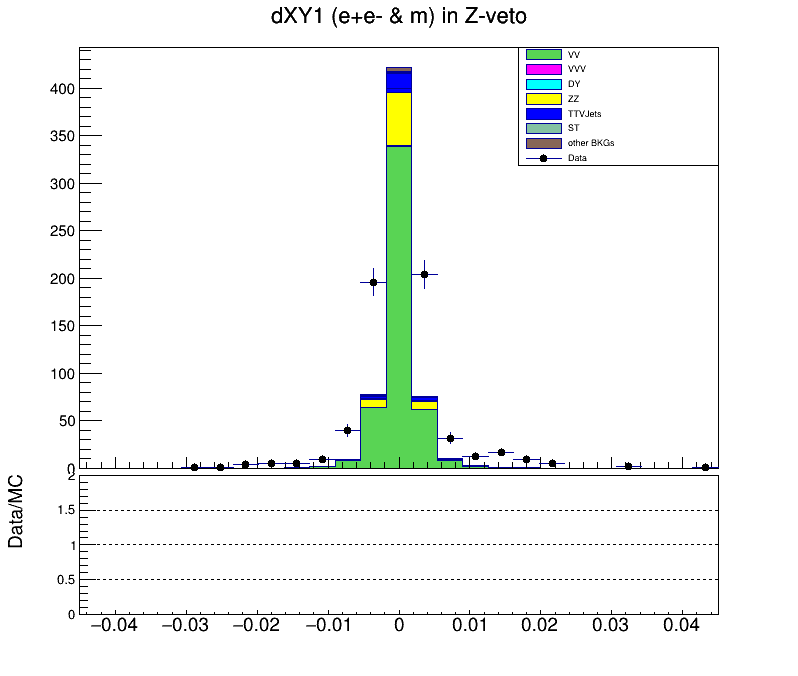 dXY1 (e+e- & m) in Z-veto
VV
VVV
DY
ZZ
TTVJets
ST
other BKGs
Data
400
350
300
250
200
150
100
50
0
Data/MC
2
1.5
1
0.5
0
−0.04 −0.03 −0.02 −0.01 0 0.01 0.02 0.03 0.04